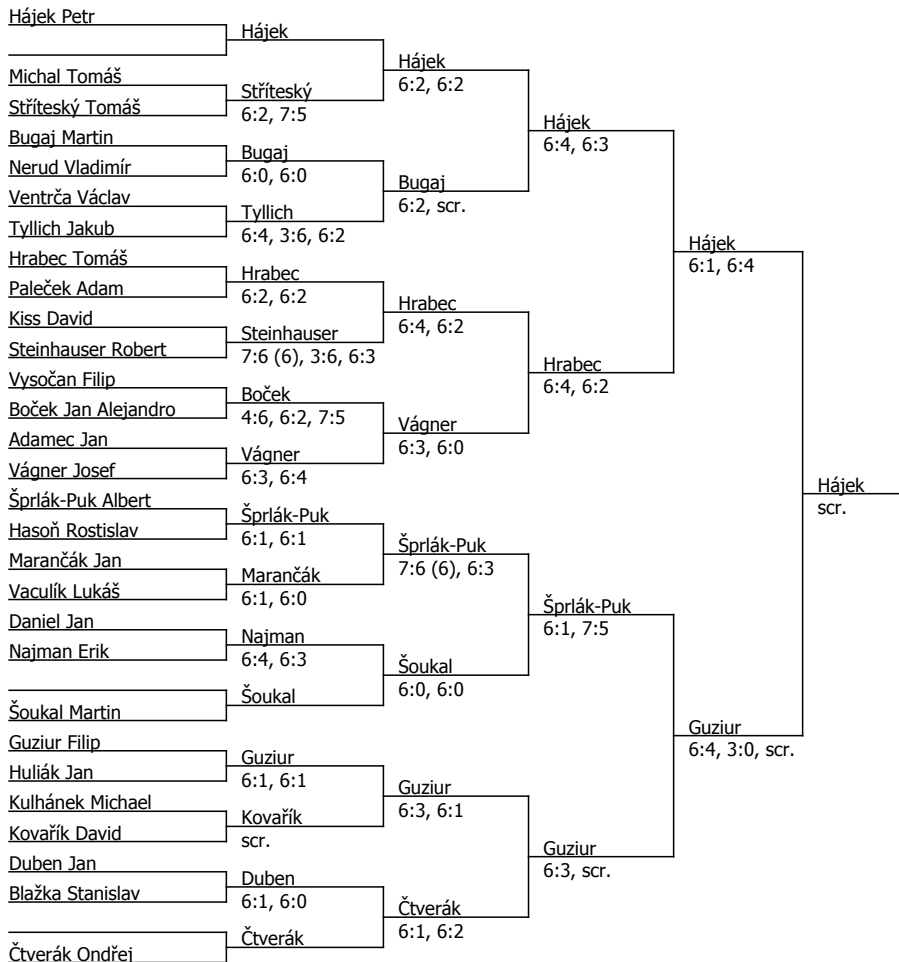 Hájek Petr
Michal Tomáš
Stříteský Tomáš
Bugaj Martin
Nerud Vladimír
Ventrča Václav
Tyllich Jakub
Hrabec Tomáš
Paleček Adam
Kiss David
Steinhauser Robert
Vysočan Filip
Boček Jan Alejandro
Adamec Jan
Vágner Josef
Šprlák-Puk Albert
Hasoň Rostislav
Marančák Jan
Vaculík Lukáš
Daniel Jan
Najman Erik
Šoukal Martin
Guziur Filip
Huliák Jan
Kulhánek Michael
Kovařík David
Duben Jan
Blažka Stanislav
Čtverák Ondřej
Hájek
Stříteský
6:2, 7:5
Bugaj
6:0, 6:0
Tyllich
6:4, 3:6, 6:2
Hrabec
6:2, 6:2
Steinhauser
7:6 (6), 3:6, 6:3
Boček
4:6, 6:2, 7:5
Vágner
6:3, 6:4
Šprlák-Puk
6:1, 6:1
Marančák
6:1, 6:0
Najman
6:4, 6:3
Šoukal
Guziur
6:1, 6:1
Kovařík
scr.
Duben
6:1, 6:0
Čtverák
Hájek
6:2, 6:2
Bugaj
6:2, scr.
Hrabec
6:4, 6:2
Vágner
6:3, 6:0
Šprlák-Puk
7:6 (6), 6:3
Šoukal
6:0, 6:0
Guziur
6:3, 6:1
Čtverák
6:1, 6:2
Hájek
6:4, 6:3
Hrabec
6:4, 6:2
Šprlák-Puk
6:1, 7:5
Guziur
6:3, scr.
Hájek
6:1, 6:4
Guziur
6:4, 3:0, scr.
Hájek
scr.